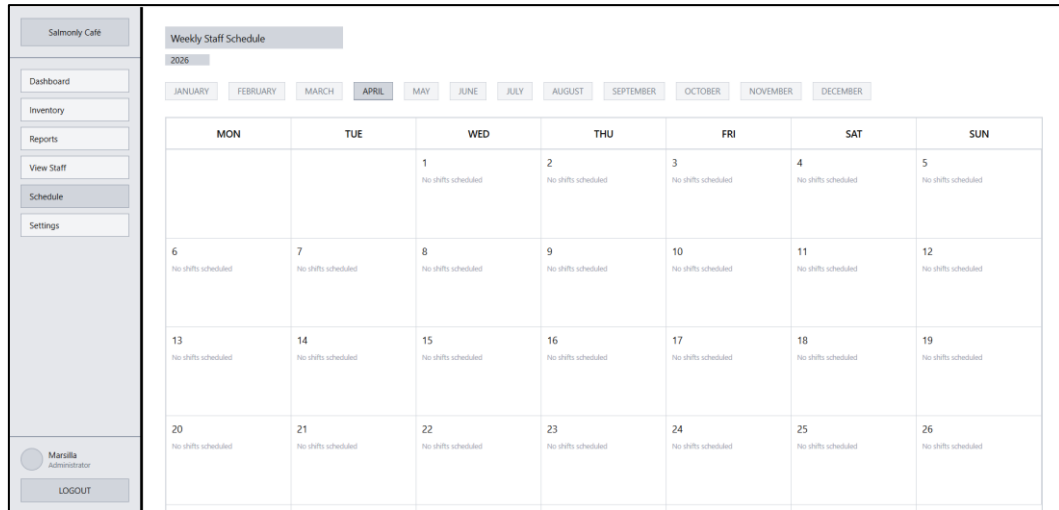 Salmonly Café
Dashboard
Inventory
Reports
View Staff
Schedule
Settings
Marsilla
Administrator
LOGOUT
Weekly Staff Schedule
2026
JANUARY FEBRUARY MARCH APRIL MAY JUNE JULY AUGUST SEPTEMBER OCTOBER NOVEMBER DECEMBER
MON TUE WED THU FRI SAT SUN
1 2 3 4 5
No shifts scheduled No shifts scheduled No shifts scheduled No shifts scheduled No shifts scheduled
6 7 8 9 10 11 12
No shifts scheduled No shifts scheduled No shifts scheduled No shifts scheduled No shifts scheduled No shifts scheduled No shifts scheduled
13 14 15 16 17 18 19
No shifts scheduled No shifts scheduled No shifts scheduled No shifts scheduled No shifts scheduled No shifts scheduled No shifts scheduled
20 21 22 23 24 25 26
No shifts scheduled No shifts scheduled No shifts scheduled No shifts scheduled No shifts scheduled No shifts scheduled No shifts scheduled